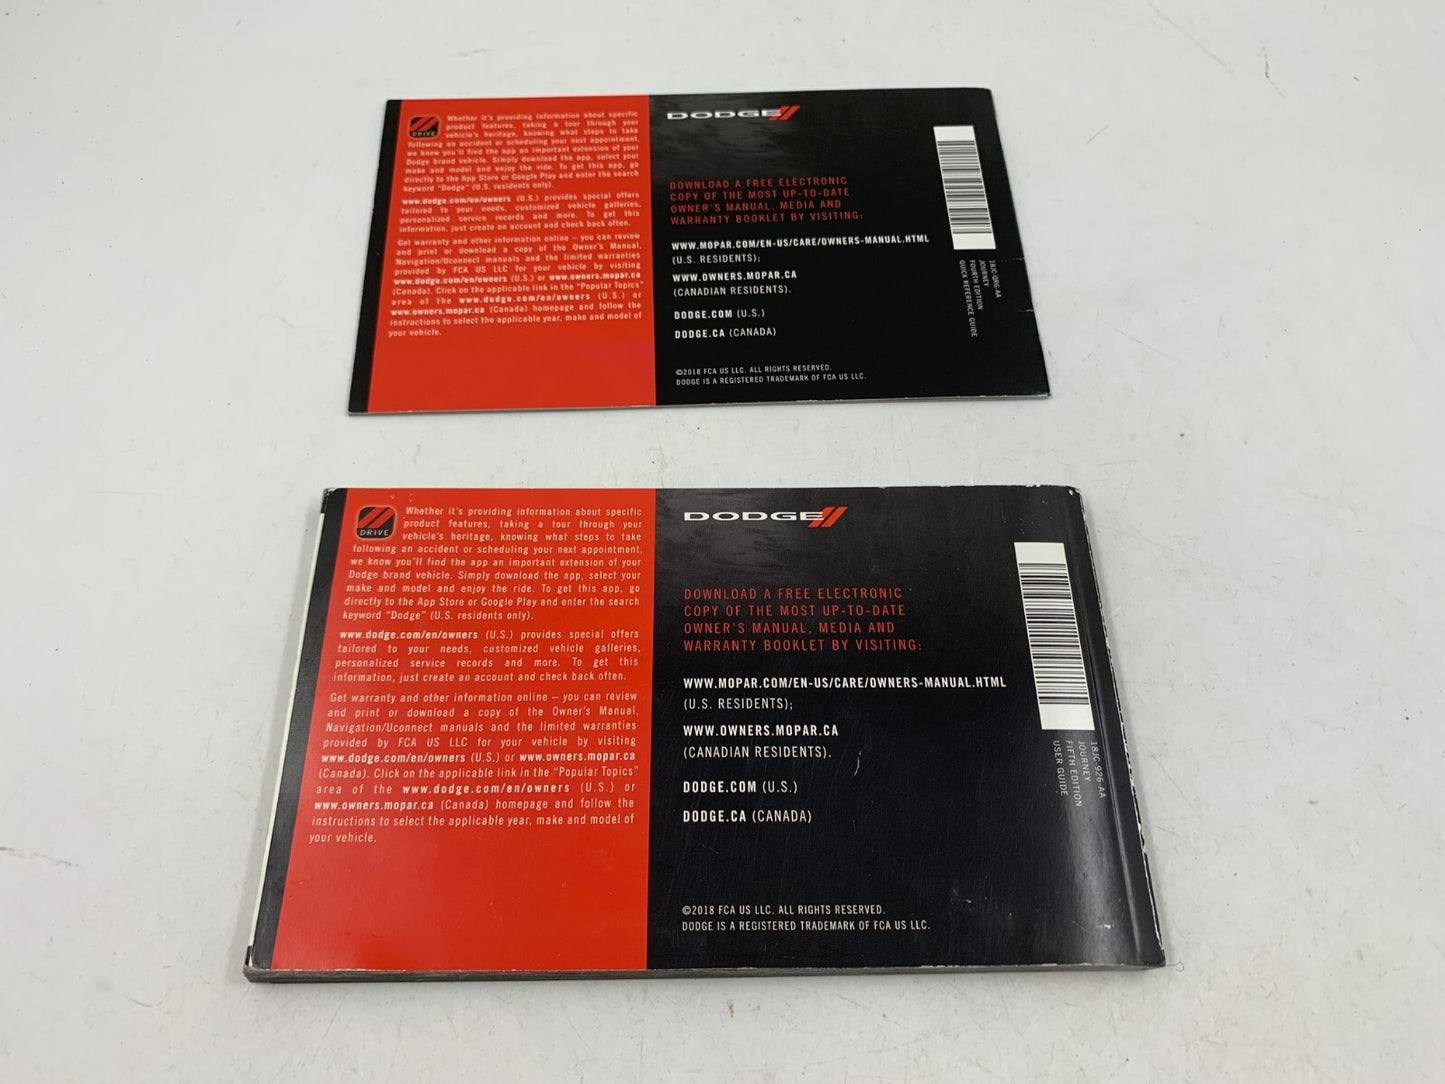 DRIVE
Whether it's providing information about specific
product features, taking a tour through your
vehicle's heritage, knowing what steps to take
following an accident or scheduling your next appointment,
we know you'll find the app an important extension of your
Dodge brand vehicle. Simply download the app, select your
make and model and enjoy the ride. To get this app, go
directly to the App Store or Google Play and enter the search
keyword "Dodge" (U.S. residents only).
www.dodge.com/en/owners (U.S.) provides special offers
tailored to your needs, customized vehicle galleries,
personalized service records and more. To get this
information, just create an account and check back often.
Get warranty and other information online – you can review
and print or download a copy of the Owner's Manual,
Navigation/Uconnect manuals and the limited warranties
provided by FCA US LLC for your vehicle by visiting
www.dodge.com/en/owners (U.S.) or www.owners.mopar.ca
(Canada). Click on the applicable link in the "Popular Topics"
area of the www.dodge.com/en/owners (U.S.) or
www.owners.mopar.ca (Canada) homepage and follow the
instructions to select the applicable year, make and model of
your vehicle.
DODGE
DOWNLOAD A FREE ELECTRONIC
COPY OF THE MOST UP-TO-DATE
OWNER'S MANUAL, MEDIA AND
WARRANTY BOOKLET BY VISITING:
WWW.MOPAR.COM/EN-US/CARE/OWNERS-MANUAL.HTML
(U.S. RESIDENTS);
WWW.OWNERS.MOPAR.CA
(CANADIAN RESIDENTS).
DODGE.COM (U.S.)
DODGE.CA (CANADA)
©2018 FCA US LLC. ALL RIGHTS RESERVED.
DODGE IS A REGISTERED TRADEMARK OF FCA US LLC.
18JC-QRG-AA
JOURNEY
FOURTH EDITION
QUICK REFERENCE GUIDE
DRIVE
Whether it's providing information about specific
product features, taking a tour through your
vehicle's heritage, knowing what steps to take
following an accident or scheduling your next appointment,
we know you'll find the app an important extension of your
Dodge brand vehicle. Simply download the app, select your
make and model and enjoy the ride. To get this app, go
directly to the App Store or Google Play and enter the search
keyword "Dodge" (U.S. residents only).
www.dodge.com/en/owners (U.S.) provides special offers
tailored to your needs, customized vehicle galleries,
personalized service records and more. To get this
information, just create an account and check back often.
Get warranty and other information online – you can review
and print or download a copy of the Owner's Manual,
Navigation/Uconnect manuals and the limited warranties
provided by FCA US LLC for your vehicle by visiting
www.dodge.com/en/owners (U.S.) or www.owners.mopar.ca
(Canada). Click on the applicable link in the "Popular Topics"
area of the www.dodge.com/en/owners (U.S.) or
www.owners.mopar.ca (Canada) homepage and follow the
instructions to select the applicable year, make and model of
your vehicle.
DODGE
DOWNLOAD A FREE ELECTRONIC
COPY OF THE MOST UP-TO-DATE
OWNER'S MANUAL, MEDIA AND
WARRANTY BOOKLET BY VISITING:
WWW.MOPAR.COM/EN-US/CARE/OWNERS-MANUAL.HTML
(U.S. RESIDENTS);
WWW.OWNERS.MOPAR.CA
(CANADIAN RESIDENTS).
DODGE.COM (U.S.)
DODGE.CA (CANADA)
©2018 FCA US LLC. ALL RIGHTS RESERVED.
DODGE IS A REGISTERED TRADEMARK OF FCA US LLC.
18JC-926-AA
JOURNEY
FIFTH EDITION
USER GUIDE